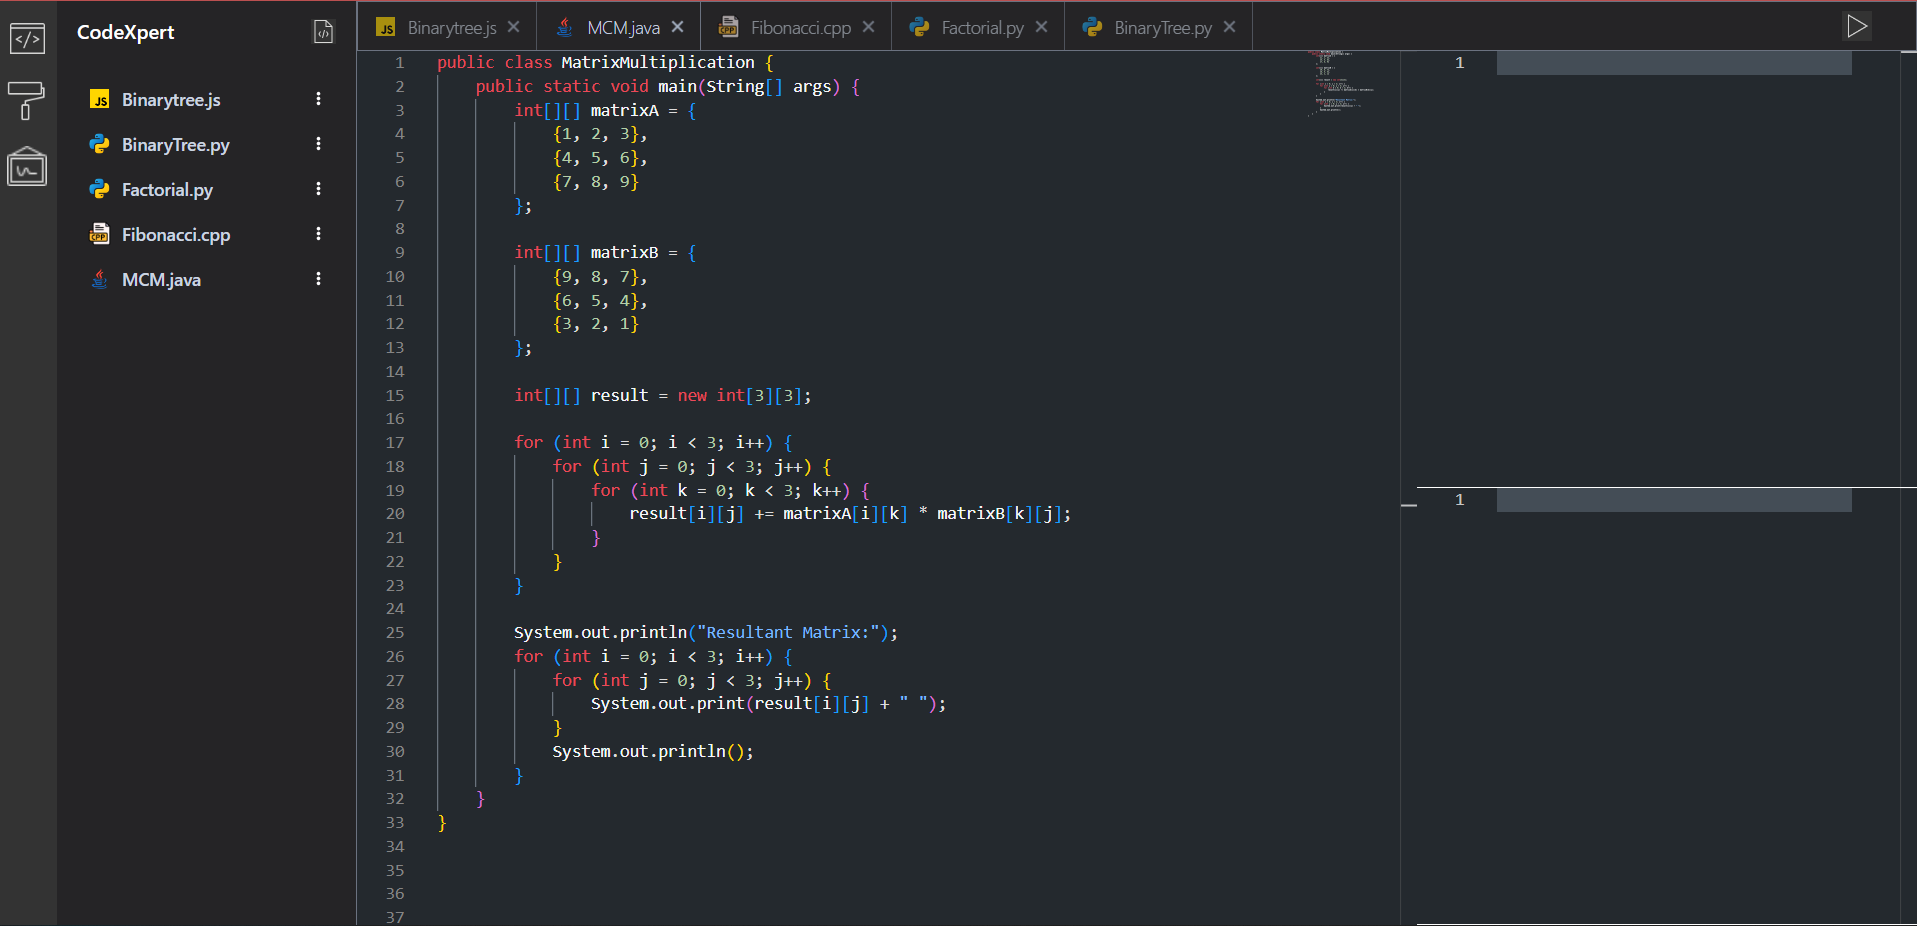 CodeXpert
Binarytree.js
BinaryTree.py
Factorial.py
Fibonacci.cpp
MCM.java
Binarytree.js MCM.java Fibonacci.cpp Factorial.py BinaryTree.py
1 public class MatrixMultiplication {
2 public static void main(String[] args) {
3 int[][] matrixA = {
4 {1, 2, 3},
5 {4, 5, 6},
6 {7, 8, 9}
7 };
8
9 int[][] matrixB = {
10 {9, 8, 7},
11 {6, 5, 4},
12 {3, 2, 1}
13 };
14
15 int[][] result = new int[3][3];
16
17 for (int i = 0; i < 3; i++) {
18 for (int j = 0; j < 3; j++) {
19 for (int k = 0; k < 3; k++) {
20 result[i][j] += matrixA[i][k] * matrixB[k][j];
21 }
22 }
23 }
24
25 System.out.println("Resultant Matrix:");
26 for (int i = 0; i < 3; i++) {
27 for (int j = 0; j < 3; j++) {
28 System.out.print(result[i][j] + " ");
29 }
30 System.out.println();
31 }
32 }
33 }
34
35
36
37
1
1